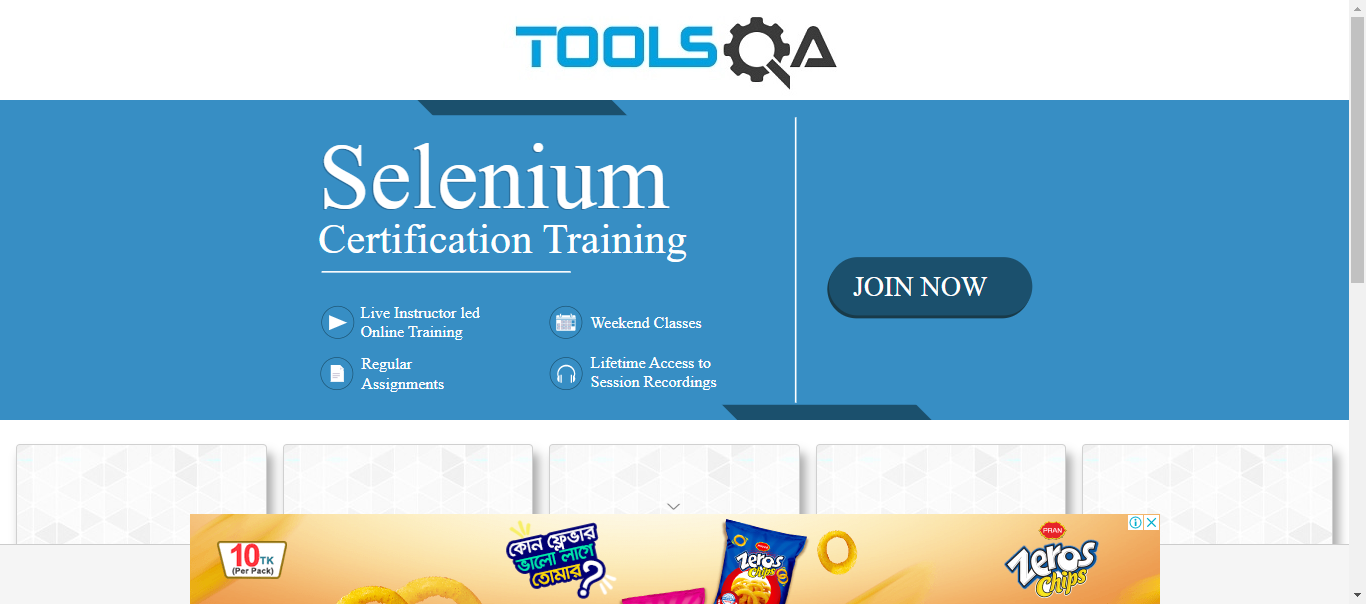 TOOLSQA
Selenium
Certification Training
JOIN NOW
Live Instructor led
Online Training
Weekend Classes
Regular
Assignments
Lifetime Access to
Session Recordings
10TK
(Per Pack)
কোন ফ্লেভার
ভালো লাগে
তোমার?
PRAN
Zeros
Chips
PRAN
Zeros
Chips